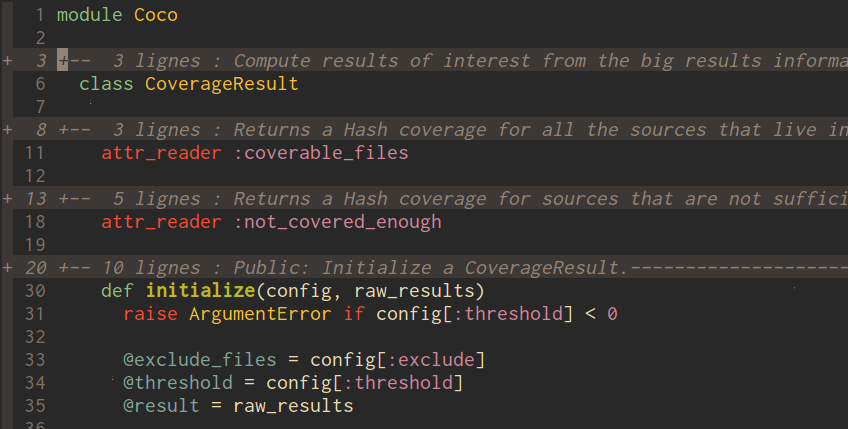 1 module Coco
2
+ 3 +-- 3 lignes : Compute results of interest from the big results informa
6 class CoverageResult
7
+ 8 +-- 3 lignes : Returns a Hash coverage for all the sources that live in
11 attr_reader :coverable_files
12
+ 13 +-- 5 lignes : Returns a Hash coverage for sources that are not suffici
18 attr_reader :not_covered_enough
19
+ 20 +-- 10 lignes : Public: Initialize a CoverageResult.--------------------
30 def initialize(config, raw_results)
31 raise ArgumentError if config[:threshold] < 0
32
33 @exclude_files = config[:exclude]
34 @threshold = config[:threshold]
35 @result = raw_results
36